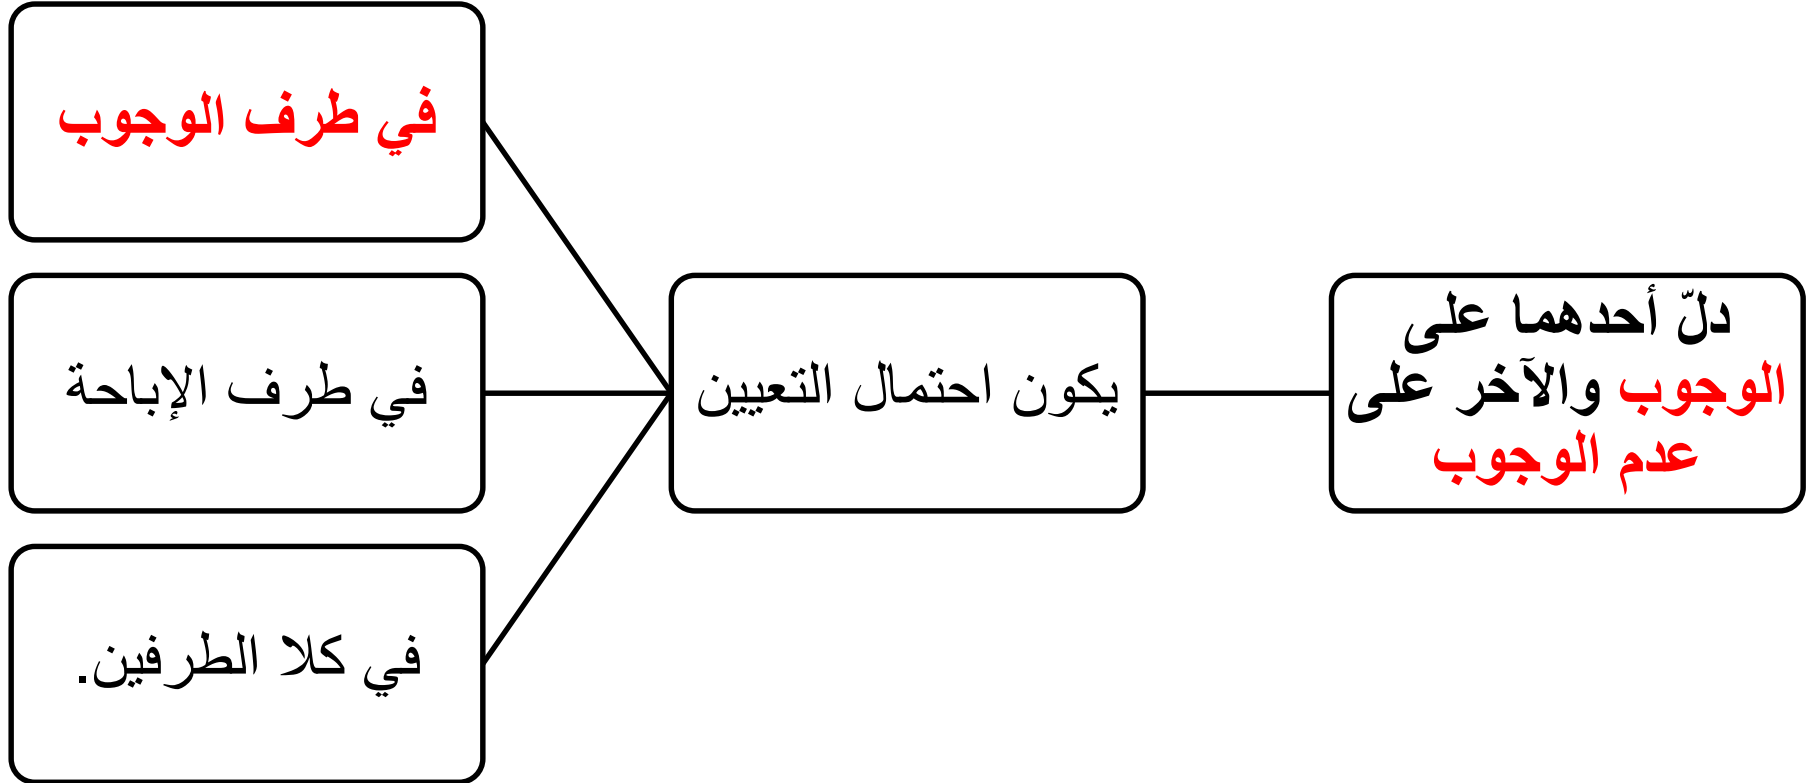 دلّ أحدهما على
الوجوب والآخر على
عدم الوجوب
يكون احتمال التعيين
في طرف الوجوب
في طرف الإباحة
في كلا الطرفين.